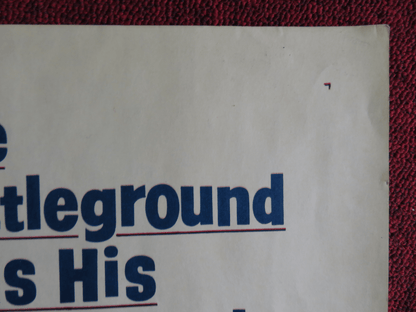 e
ttleground
s His